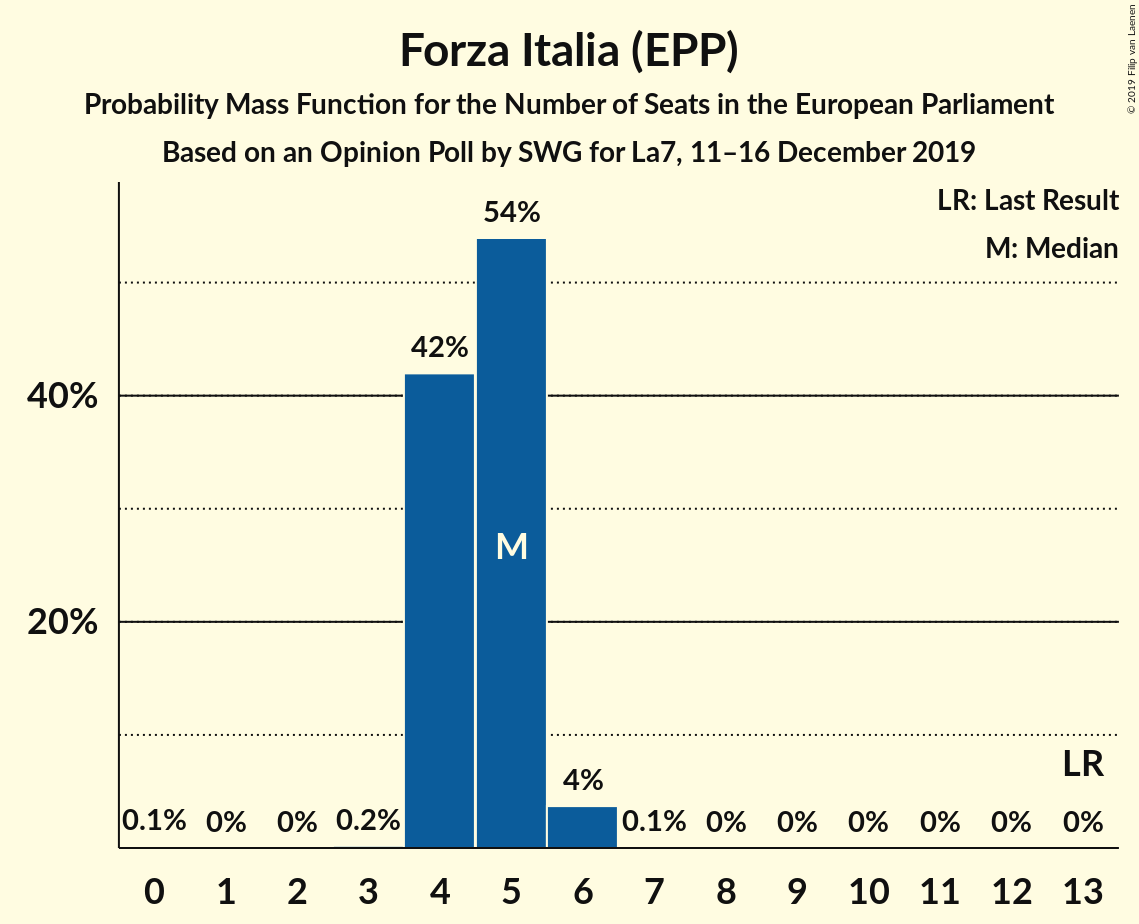 Forza Italia (EPP)
Probability Mass Function for the Number of Seats in the European Parliament
Based on an Opinion Poll by SWG for La7, 11–16 December 2019
© 2019 Filip van Laenen
LR: Last Result
M: Median
54%
42%
40%
M
20%
LR
4%
0.1% 0% 0% 0.2% 0.1% 0% 0% 0% 0% 0% 0%
0 1 2 3 4 5 6 7 8 9 10 11 12 13